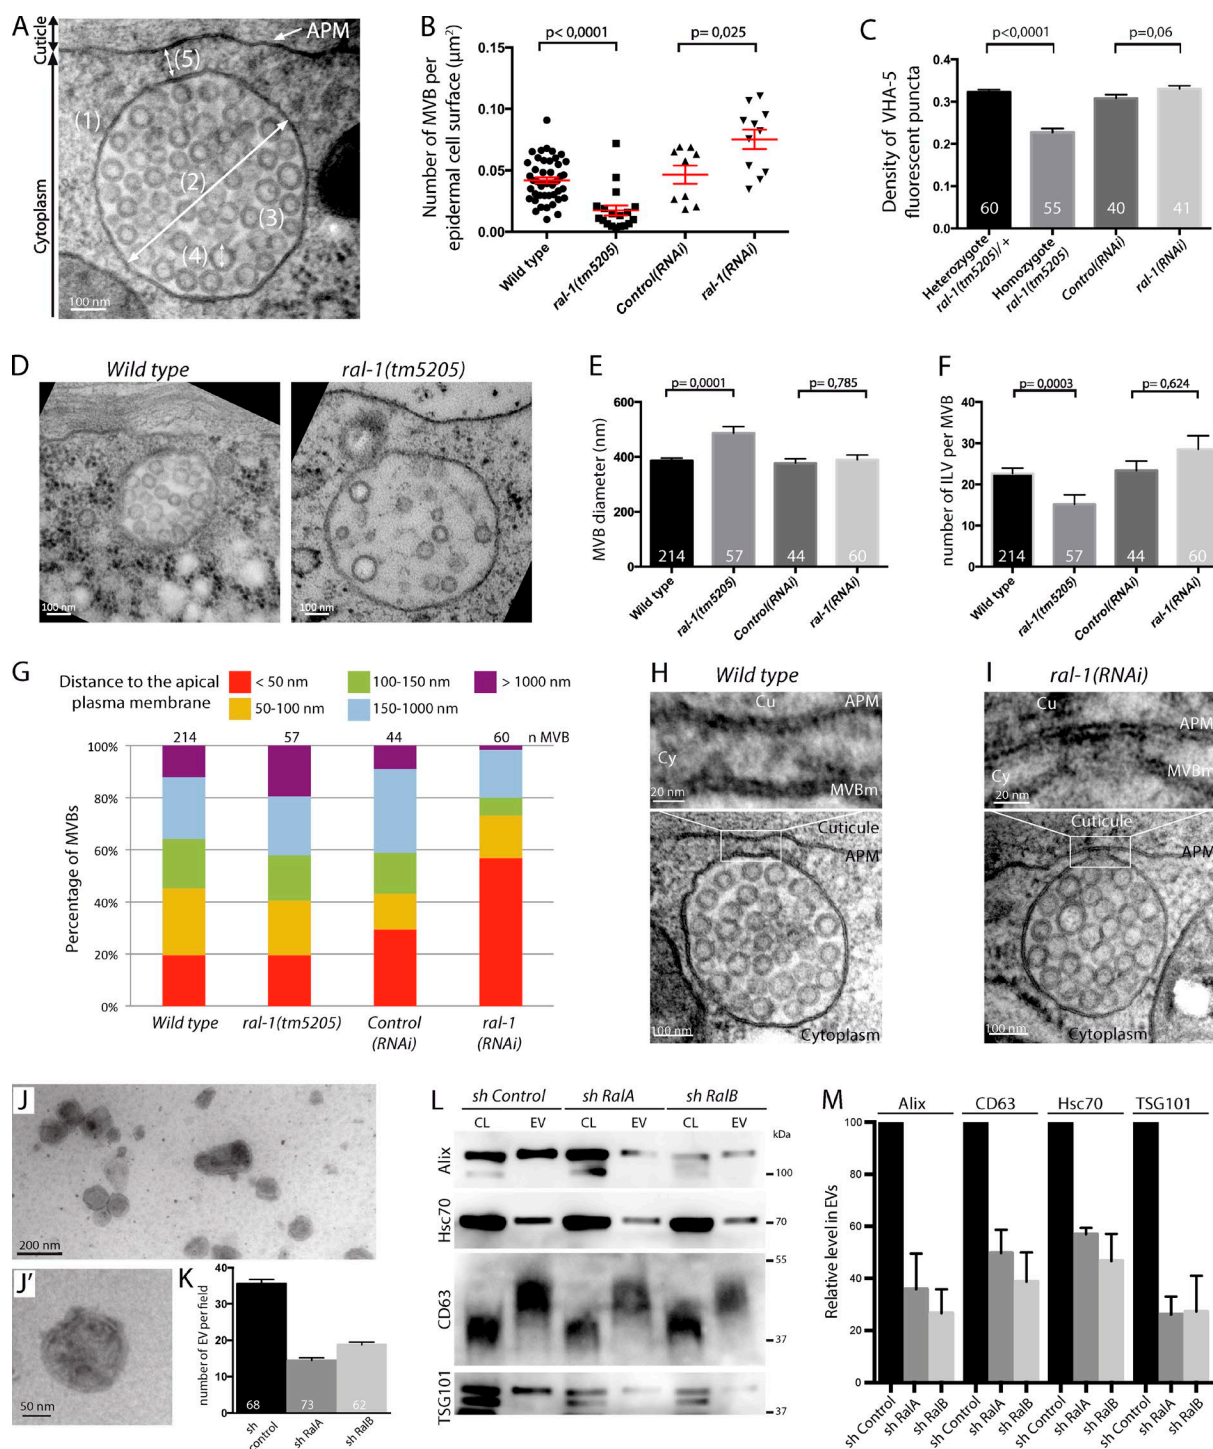 A
Cuticle
Cytoplasm
APM
(1)
(2)
(3)
(4)
(5)
100 nm
B
Number of MVB per
epidermal cell surface (µm²)
p< 0,0001
p= 0,025
0.15
0.10
0.05
0.00
Wild type
ral-1(tm5205)
Control(RNAi)
ral-1(RNAi)
C
Density of VHA-5
fluorescent puncta
p<0,0001
p=0,06
0.4
0.3
0.2
0.1
0.0
60
55
40
41
Heterozygote
ral-1(tm5205)/+
Homozygote
ral-1(tm5205)
Control(RNAi)
ral-1(RNAi)
D
Wild type
ral-1(tm5205)
100 nm
100 nm
E
MVB diameter (nm)
p= 0,0001
p= 0,785
600
400
200
0
214
57
44
60
Wild type
ral-1(tm5205)
Control(RNAi)
ral-1(RNAi)
F
number of ILV per MVB
p= 0,0003
p= 0,624
40
30
20
10
0
214
57
44
60
Wild type
ral-1(tm5205)
Control(RNAi)
ral-1(RNAi)
G
Distance to the apical
plasma membrane
< 50 nm
50-100 nm
100-150 nm
150-1000 nm
> 1000 nm
214
57
44
60
n MVB
Percentage of MVBs
100%
80%
60%
40%
20%
0%
Wild type
ral-1(tm5205)
Control
(RNAi)
ral-1
(RNAi)
H
Wild type
Cu
APM
Cy
MVBm
20 nm
Cuticule
APM
100 nm
Cytoplasm
I
ral-1(RNAi)
Cu
APM
Cy
MVBm
20 nm
Cuticule
APM
100 nm
Cytoplasm
J
200 nm
J'
50 nm
K
number of EV per field
40
30
20
10
0
68
73
62
sh
control
sh RalA
sh RalB
L
sh Control
sh RalA
sh RalB
CL
EV
CL
EV
CL
EV
kDa
Alix
100
Hsc70
70
55
CD63
37
TSG101
37
M
Alix
CD63
Hsc70
TSG101
Relative level in EVs
100
80
60
40
20
0
sh Control
sh RalA
sh RalB
sh Control
sh RalA
sh RalB
sh Control
sh RalA
sh RalB
sh Control
sh RalA
sh RalB